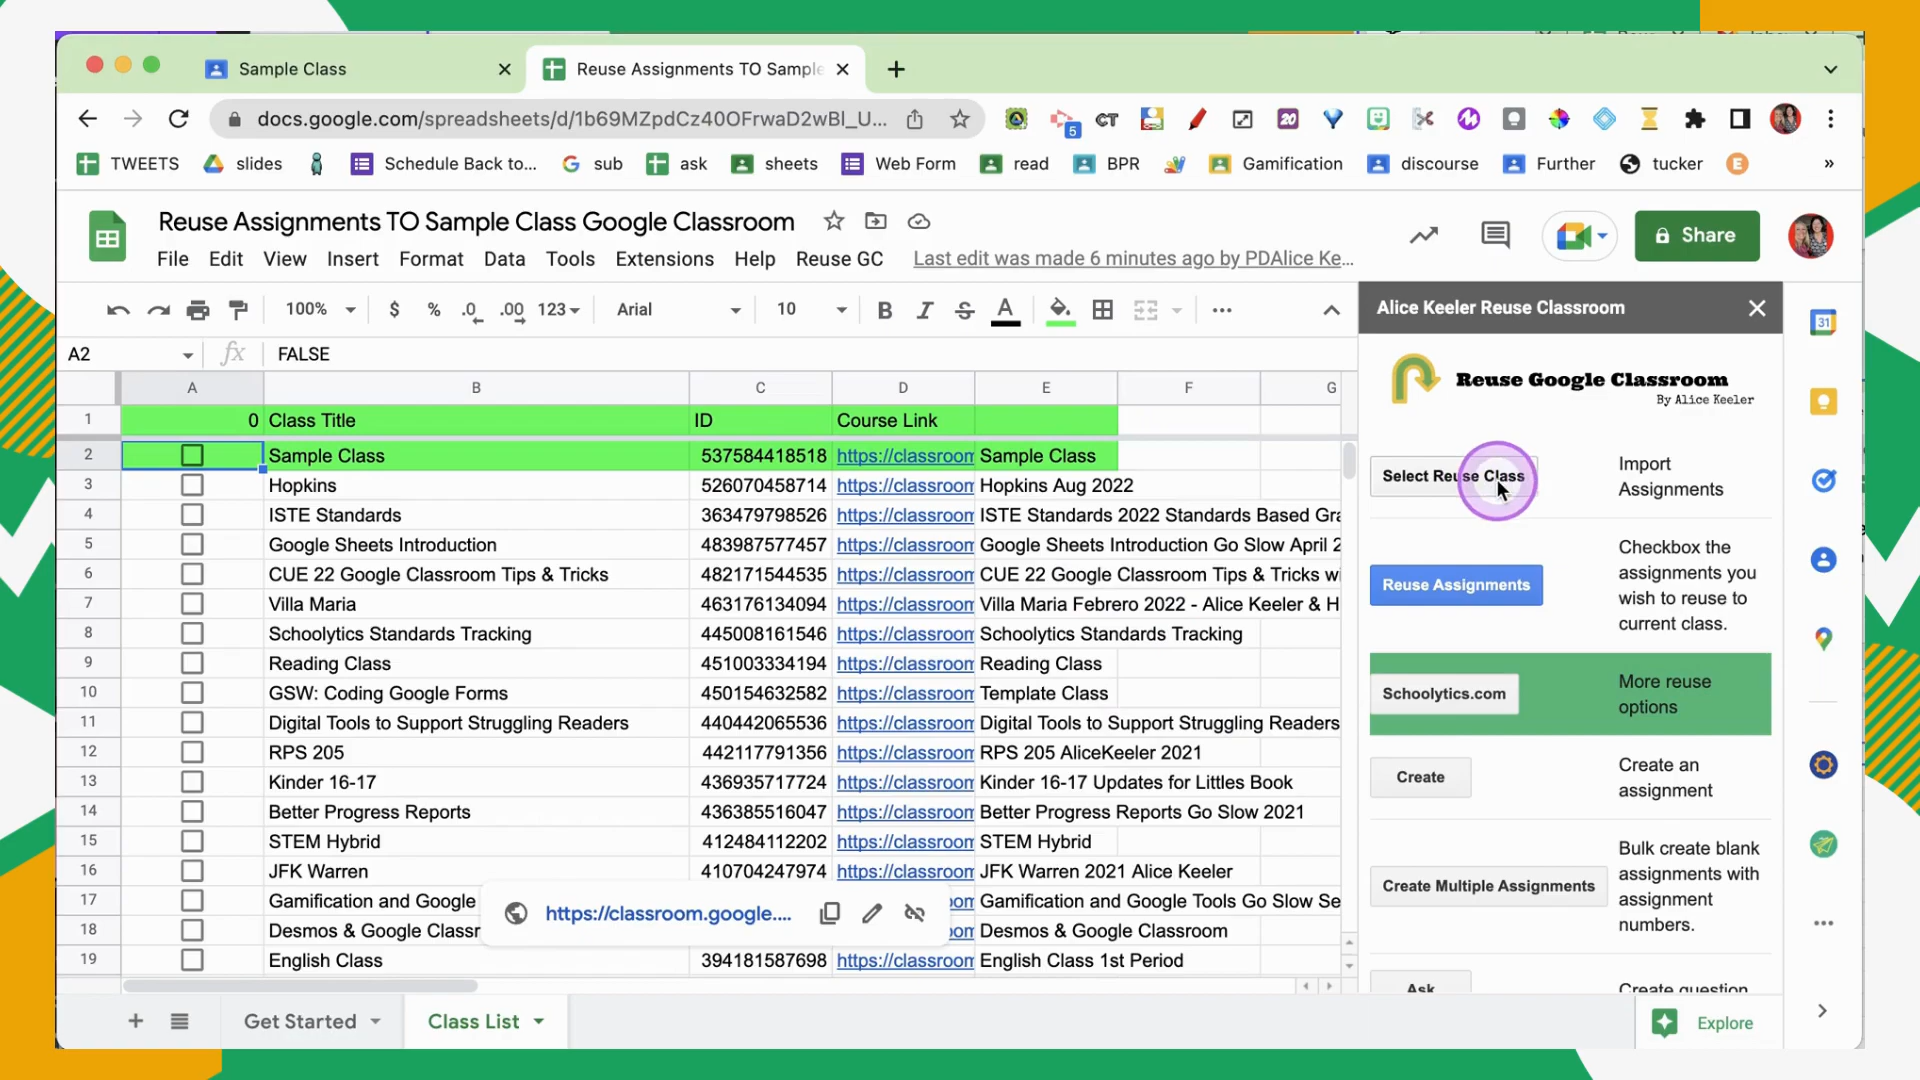 Sample Class
Reuse Assignments TO Sample
docs.google.com/spreadsheets/d/1b69MZpdCz40OFrwaD2wBl_U...
5
CT
20
TWEETS
slides
Schedule Back to...
sub
ask
sheets
Web Form
read
BPR
Gamification
discourse
Further
tucker
E
»
Reuse Assignments TO Sample Class Google Classroom
Share
File Edit View Insert Format Data Tools Extensions Help Reuse GC
Last edit was made 6 minutes ago by PDAlice Ke...
100% $ % .0 .00 123 Arial 10 B I S A
A2 fx FALSE
A B C D E F G
1 0 Class Title ID Course Link
2 Sample Class 537584418518 https://classroom Sample Class
3 Hopkins 526070458714 https://classroom Hopkins Aug 2022
4 ISTE Standards 363479798526 https://classroom ISTE Standards 2022 Standards Based Gra
5 Google Sheets Introduction 483987577457 https://classroom Google Sheets Introduction Go Slow April 2
6 CUE 22 Google Classroom Tips & Tricks 482171544535 https://classroom CUE 22 Google Classroom Tips & Tricks wi
7 Villa Maria 463176134094 https://classroom Villa Maria Febrero 2022 - Alice Keeler & H
8 Schoolytics Standards Tracking 445008161546 https://classroom Schoolytics Standards Tracking
9 Reading Class 451003334194 https://classroom Reading Class
10 GSW: Coding Google Forms 450154632582 https://classroom Template Class
11 Digital Tools to Support Struggling Readers 440442065536 https://classroom Digital Tools to Support Struggling Readers
12 RPS 205 442117791356 https://classroom RPS 205 AliceKeeler 2021
13 Kinder 16-17 436935717724 https://classroom Kinder 16-17 Updates for Littles Book
14 Better Progress Reports 436385516047 https://classroom Better Progress Reports Go Slow 2021
15 STEM Hybrid 412484112202 https://classroom STEM Hybrid
16 JFK Warren 410704247974 https://classroom JFK Warren 2021 Alice Keeler
17 Gamification and Google om Gamification and Google Tools Go Slow Se
18 Desmos & Google Classr om Desmos & Google Classroom
19 English Class 394181587698 https://classroom English Class 1st Period
https://classroom.google....
Get Started
Class List
Explore
Alice Keeler Reuse Classroom
Reuse Google Classroom
By Alice Keeler
Select Reuse Class
Import
Assignments
Reuse Assignments
Checkbox the
assignments you
wish to reuse to
current class.
Schoolytics.com
More reuse
options
Create
Create an
assignment
Create Multiple Assignments
Bulk create blank
assignments with
assignment
numbers.
Ask
Create question
31